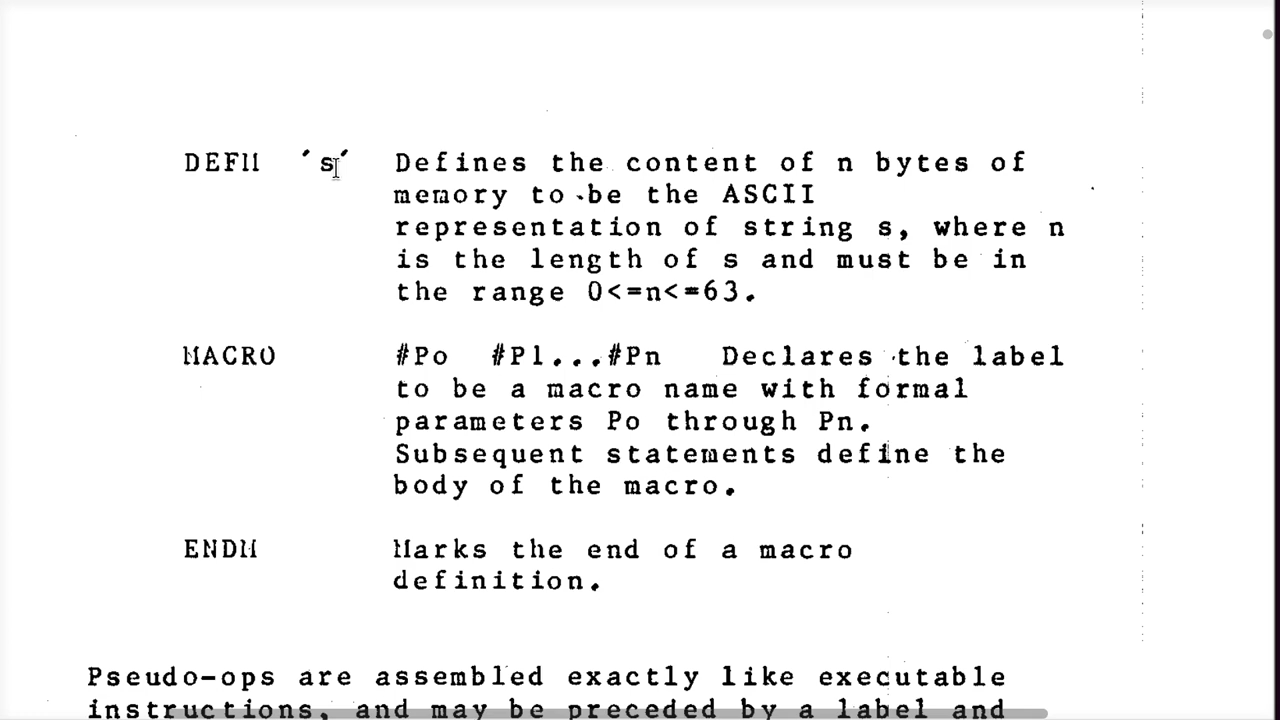 DEFM 's' Defines the content of n bytes of
memory to be the ASCII
representation of string s, where n
is the length of s and must be in
the range 0<=n<=63.
MACRO #Po #P1...#Pn Declares the label
to be a macro name with formal
parameters Po through Pn.
Subsequent statements define the
body of the macro.
ENDM Marks the end of a macro
definition.
Pseudo-ops are assembled exactly like executable
instructions, and may be preceded by a label and